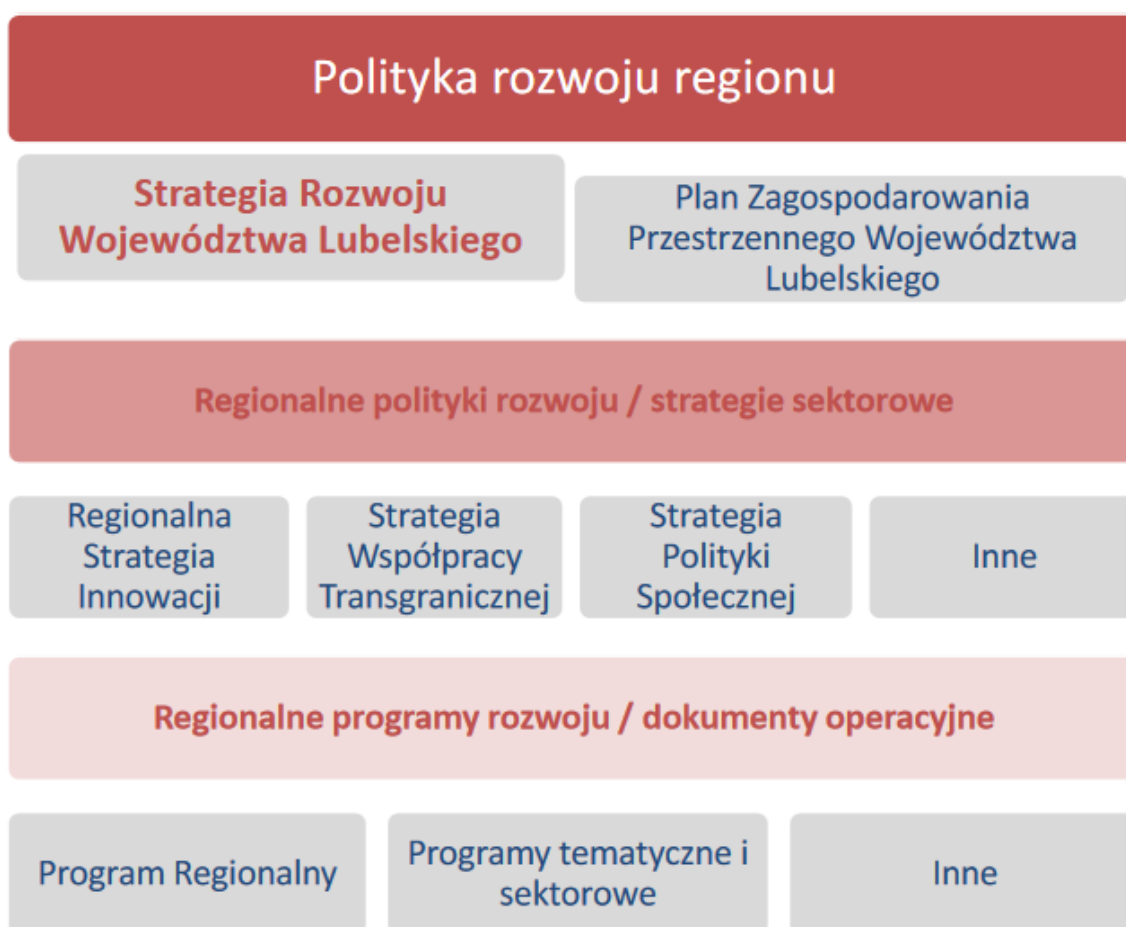 Polityka rozwoju regionu
Strategia Rozwoju
Województwa Lubelskiego
Plan Zagospodarowania
Przestrzennego Województwa
Lubelskiego
Regionalne polityki rozwoju / strategie sektorowe
Regionalna
Strategia
Innowacji
Strategia
Współpracy
Transgranicznej
Strategia
Polityki
Społecznej
Inne
Regionalne programy rozwoju / dokumenty operacyjne
Program Regionalny
Programy tematyczne i
sektorowe
Inne